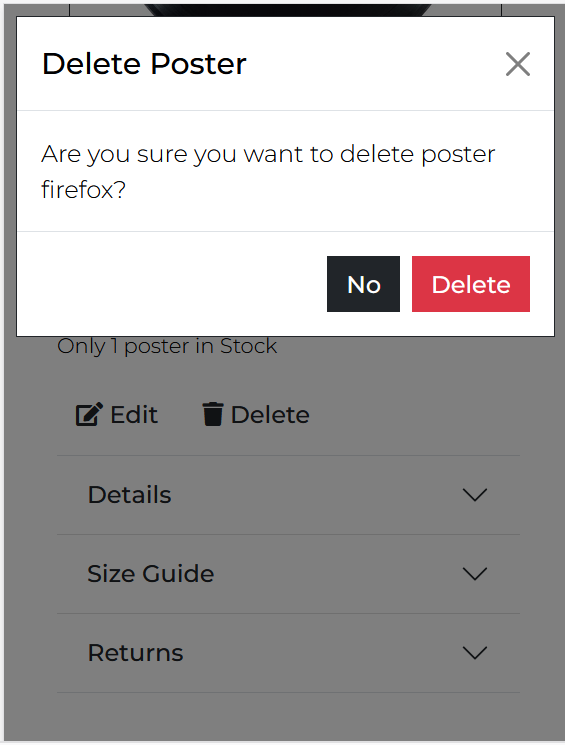 Delete Poster
Are you sure you want to delete poster
firefox?
No Delete
Only 1 poster in Stock
Edit Delete
Details
Size Guide
Returns